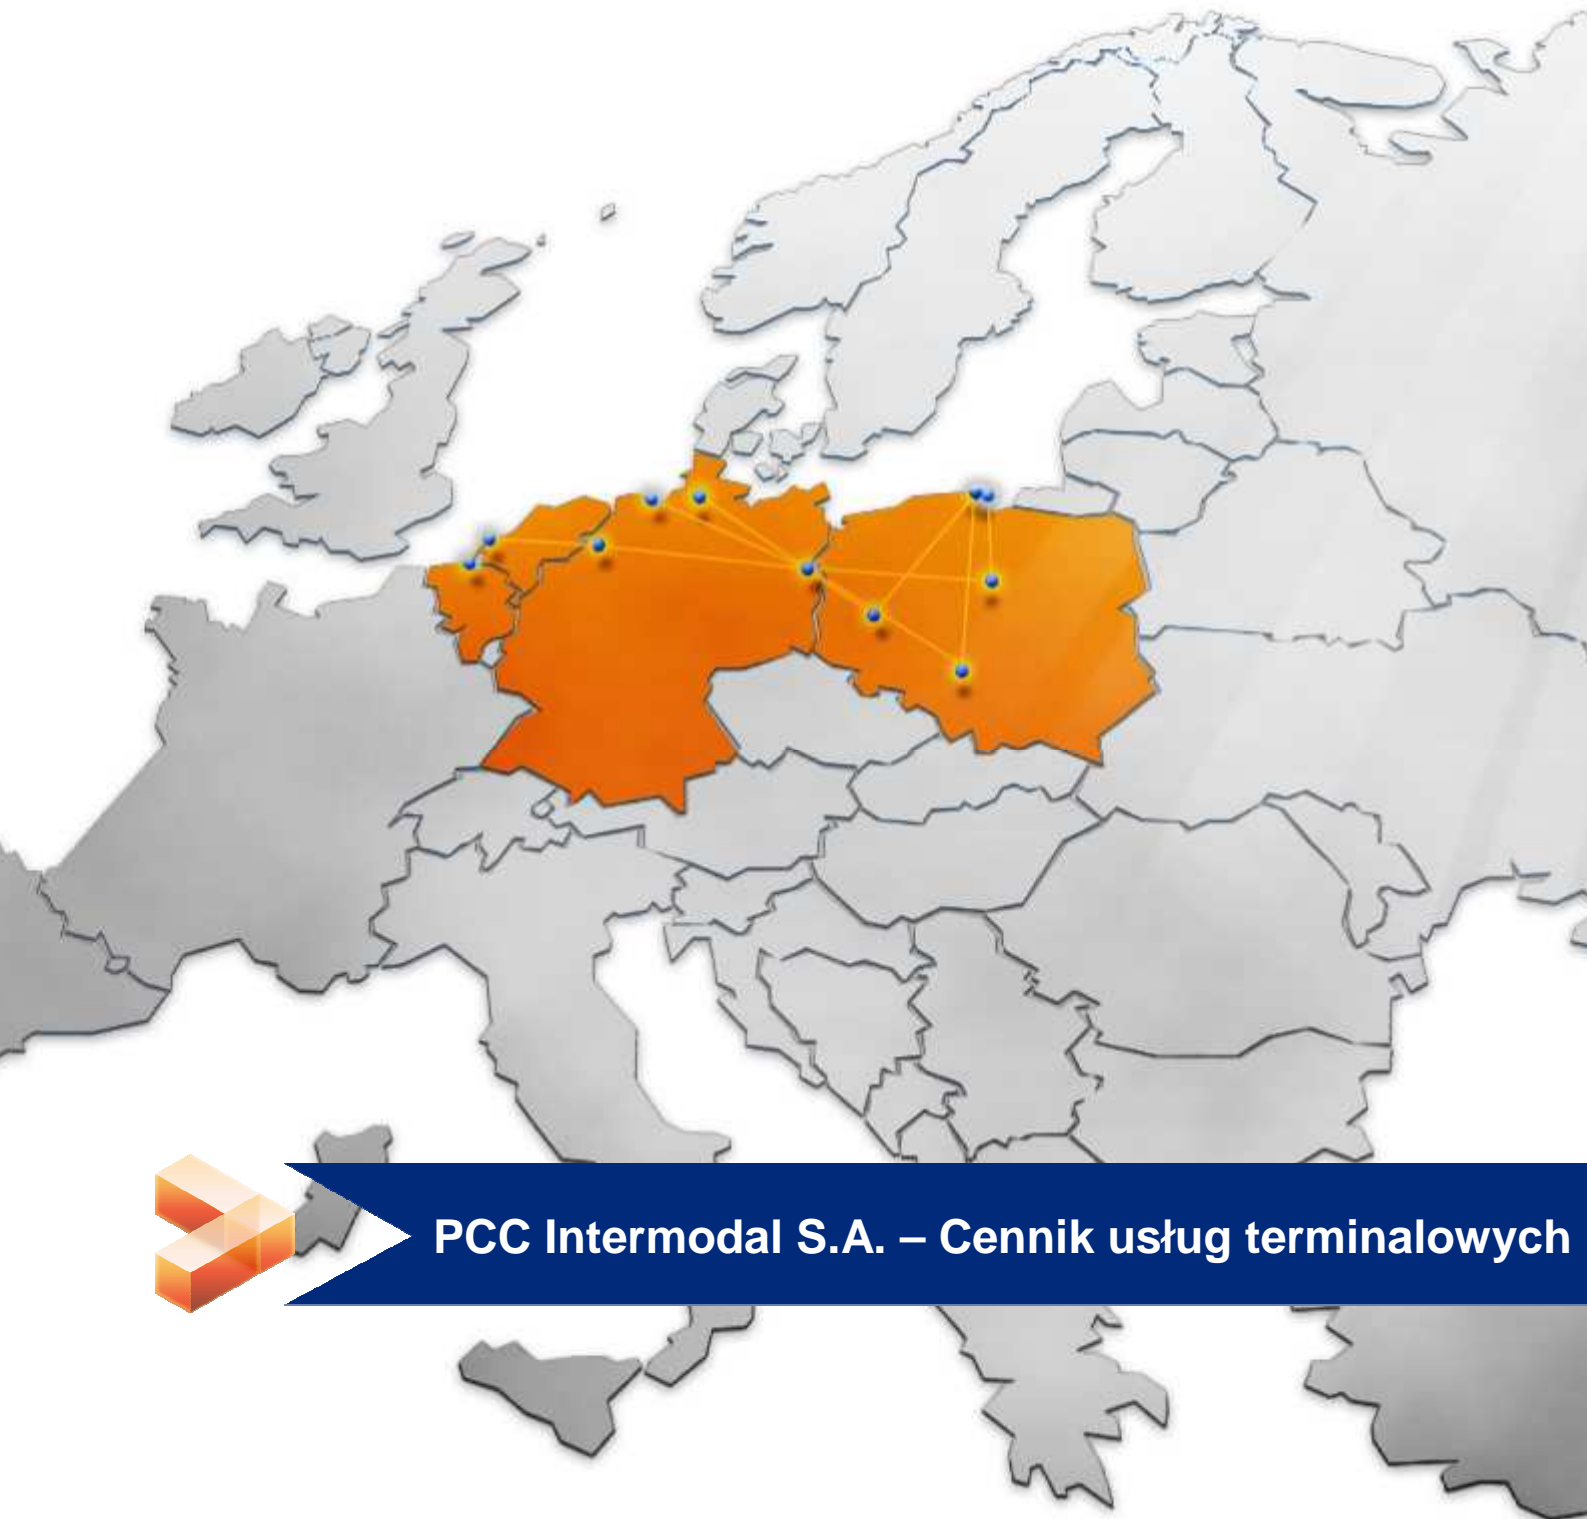 PCC Intermodal S.A. – Cennik usług terminalowych